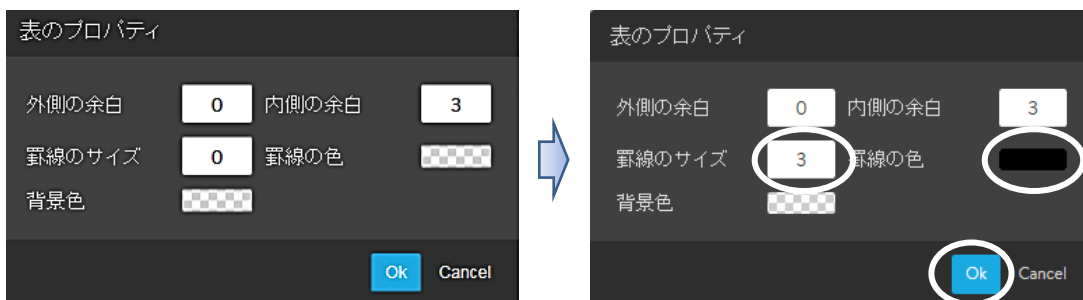 表のプロパティ
外側の余白 0 内側の余白 3
罫線のサイズ 0 罫線の色
背景色
Ok Cancel
表のプロパティ
外側の余白 0 内側の余白 3
罫線のサイズ 3 罫線の色
背景色
Ok Cancel